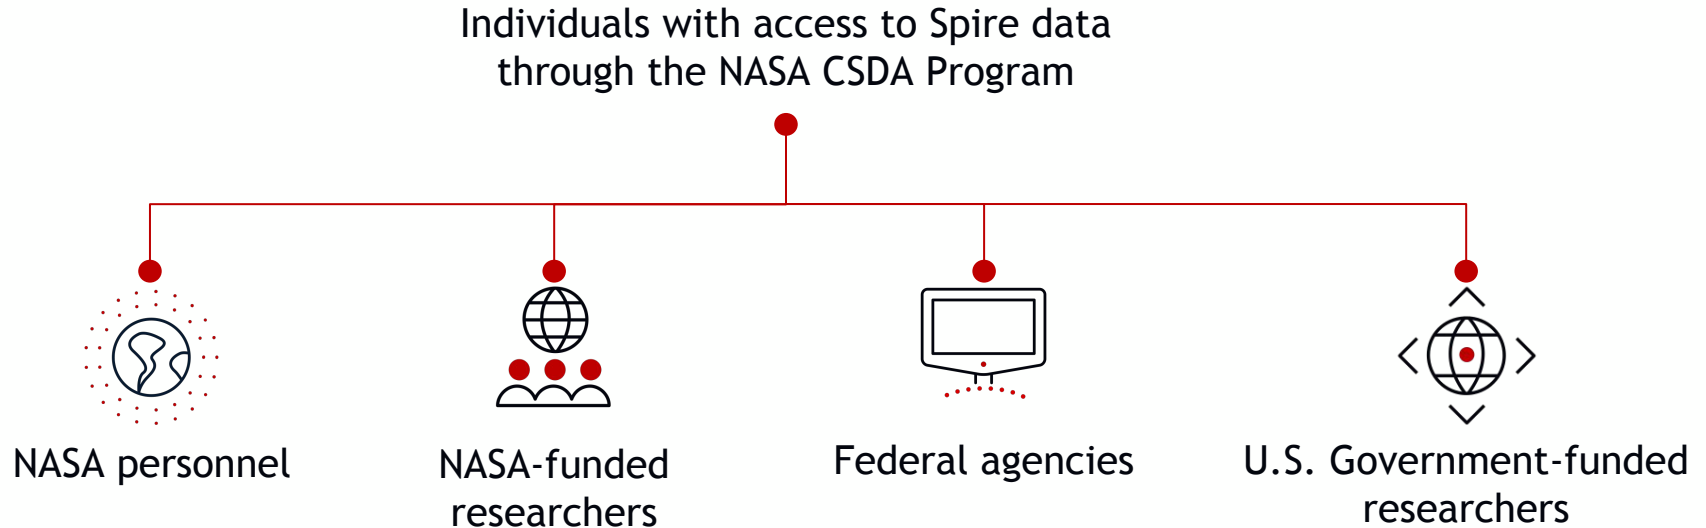 Individuals with access to Spire data
through the NASA CSDA Program
NASA personnel
NASA-funded
researchers
Federal agencies
U.S. Government-funded
researchers